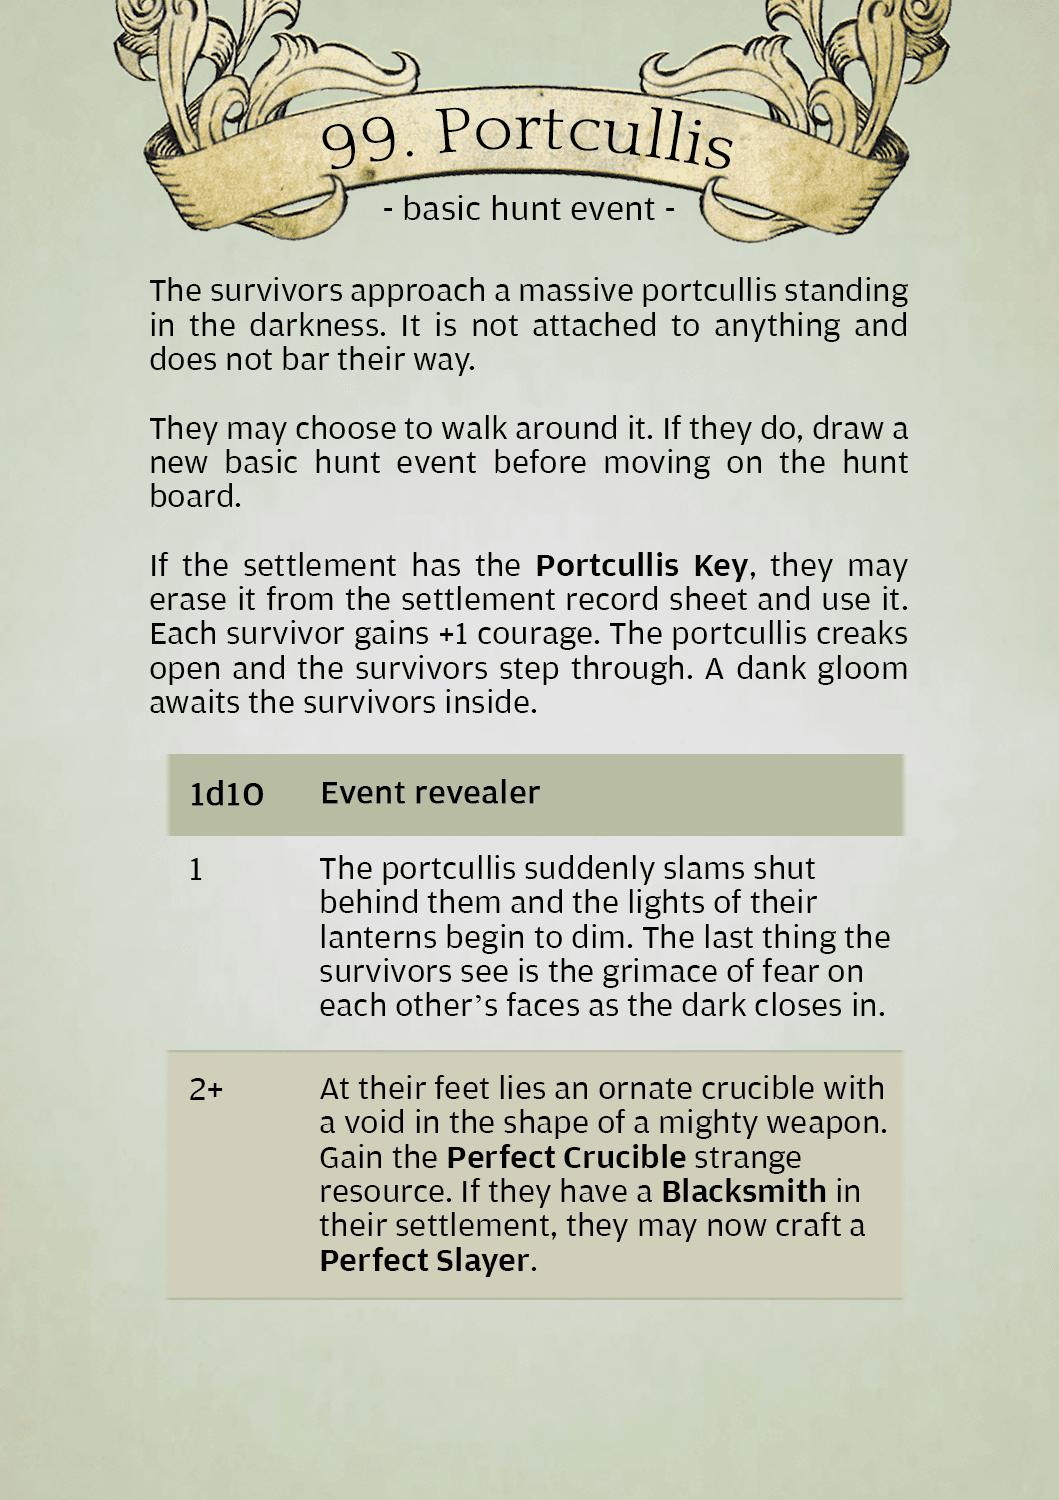 99. Portcullis
- basic hunt event -
The survivors approach a massive portcullis standing
in the darkness. It is not attached to anything and
does not bar their way.
They may choose to walk around it. If they do, draw a
new basic hunt event before moving on the hunt
board.
If the settlement has the Portcullis Key, they may
erase it from the settlement record sheet and use it.
Each survivor gains +1 courage. The portcullis creaks
open and the survivors step through. A dank gloom
awaits the survivors inside.
1d10 Event revealer
1 The portcullis suddenly slams shut
behind them and the lights of their
lanterns begin to dim. The last thing the
survivors see is the grimace of fear on
each other’s faces as the dark closes in.
2+ At their feet lies an ornate crucible with
a void in the shape of a mighty weapon.
Gain the Perfect Crucible strange
resource. If they have a Blacksmith in
their settlement, they may now craft a
Perfect Slayer.